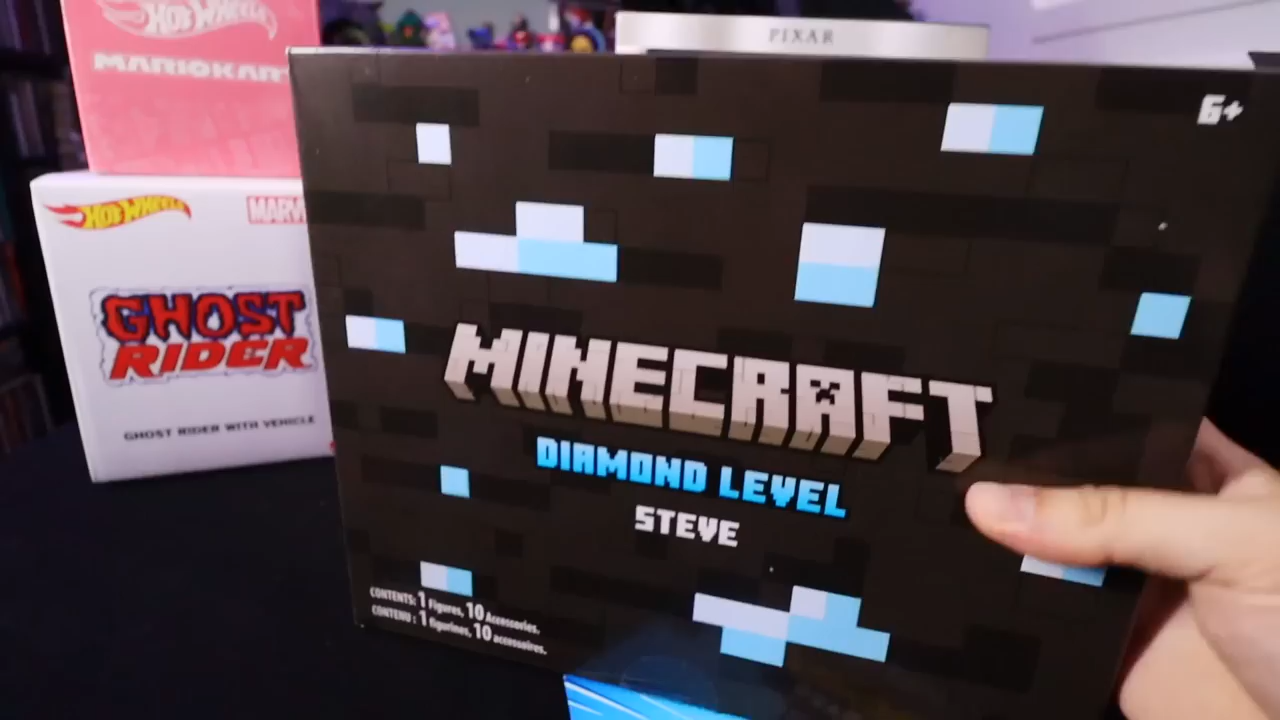 HOT WHEELS
MARIOKART
PIXAR
6+
HOT WHEELS
MARV
GHOST
RIDER
GHOST RIDER WITH VEHICLE
MINECRAFT
DIAMOND LEVEL
STEVE
CONTENTS: 1 Figures, 10 Accessories.
CONTENU : 1 figurines, 10 accessoires.